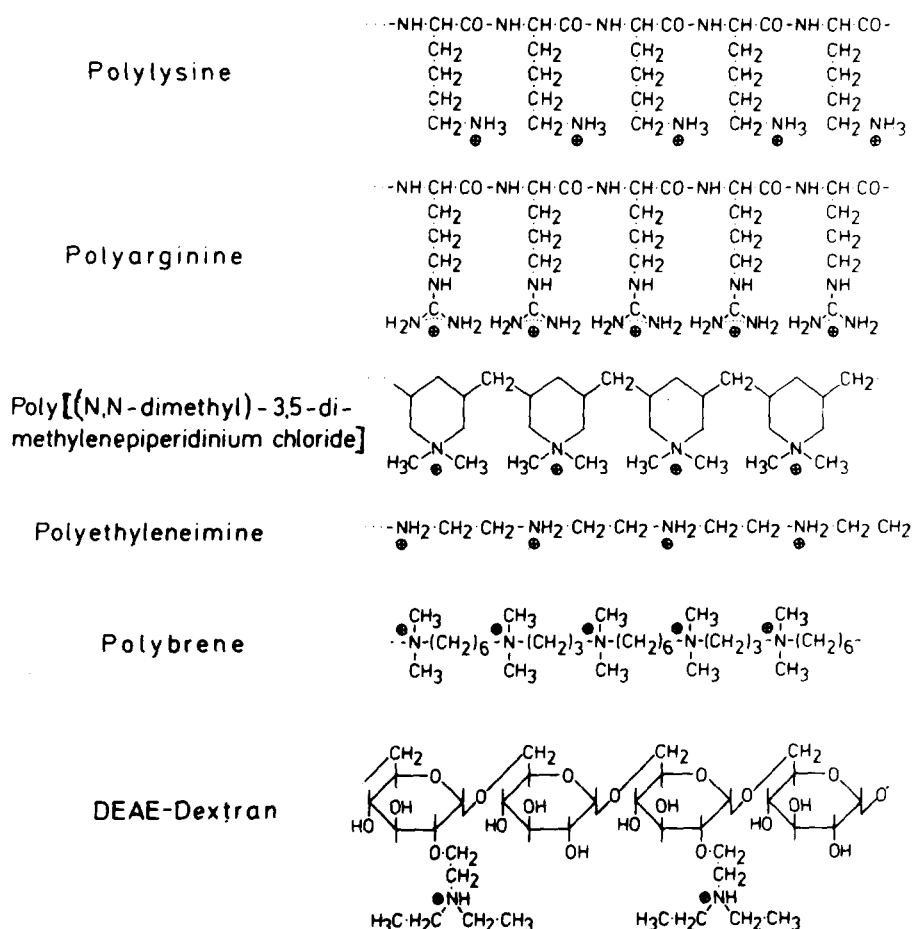 Polylysine
····-NH·CH·CO-NH·CH·CO-NH·CH·CO-NH·CH·CO-NH·CH·CO-
CH2 CH2 CH2 CH2 CH2
CH2 CH2 CH2 CH2 CH2
CH2 CH2 CH2 CH2 CH2
CH2·NH3 CH2·NH3 CH2·NH3 CH2·NH3 CH2·NH3
⊕ ⊕ ⊕ ⊕ ⊕
Polyarginine
····-NH·CH·CO-NH·CH·CO-NH·CH·CO-NH·CH·CO-NH·CH·CO-
CH2 CH2 CH2 CH2 CH2
CH2 CH2 CH2 CH2 CH2
CH2 CH2 CH2 CH2 CH2
NH NH NH NH NH
C C C C C
H2N NH2 H2N NH2 H2N NH2 H2N NH2 H2N NH2
⊕ ⊕ ⊕ ⊕ ⊕
Poly[(N,N-dimethyl)-3,5-di-
methylenepiperidinium chloride]
CH2 CH2 CH2 CH2
N N N N
H3C CH3 H3C CH3 H3C CH3 H3C CH3
⊕ ⊕ ⊕ ⊕
Polyethyleneimine
····-NH2·CH2·CH2-NH2·CH2·CH2-NH2·CH2·CH2-NH2·CH2·CH2
⊕ ⊕ ⊕ ⊕
Polybrene
CH3 CH3 CH3 CH3 CH3
-N-(CH2)6-N-(CH2)3-N-(CH2)6-N-(CH2)3-N-(CH2)6-
CH3 CH3 CH3 CH3 CH3
DEAE-Dextran
CH2 CH2 CH2
O O O O
O O O O
OH OH OH OH
HO HO HO HO
OH OH
O·CH2 O·CH2
CH2 CH2
NH NH
H3C·H2C CH2·CH3 H3C·H2C CH2·CH3